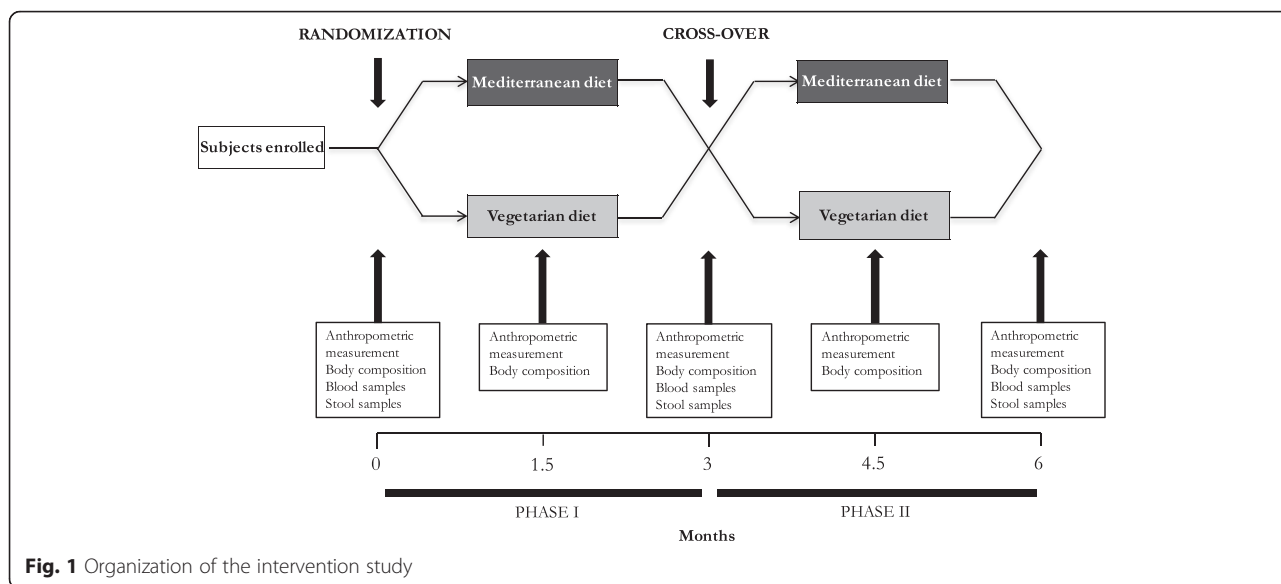 RANDOMIZATION
CROSS-OVER
Mediterranean diet
Mediterranean diet
Subjects enrolled
Vegetarian diet
Vegetarian diet
Anthropometric
measurement
Body composition
Blood samples
Stool samples
Anthropometric
measurement
Body composition
Anthropometric
measurement
Body composition
Blood samples
Stool samples
Anthropometric
measurement
Body composition
Anthropometric
measurement
Body composition
Blood samples
Stool samples
0
1.5
3
4.5
6
PHASE I
PHASE II
Months
Fig. 1 Organization of the intervention study